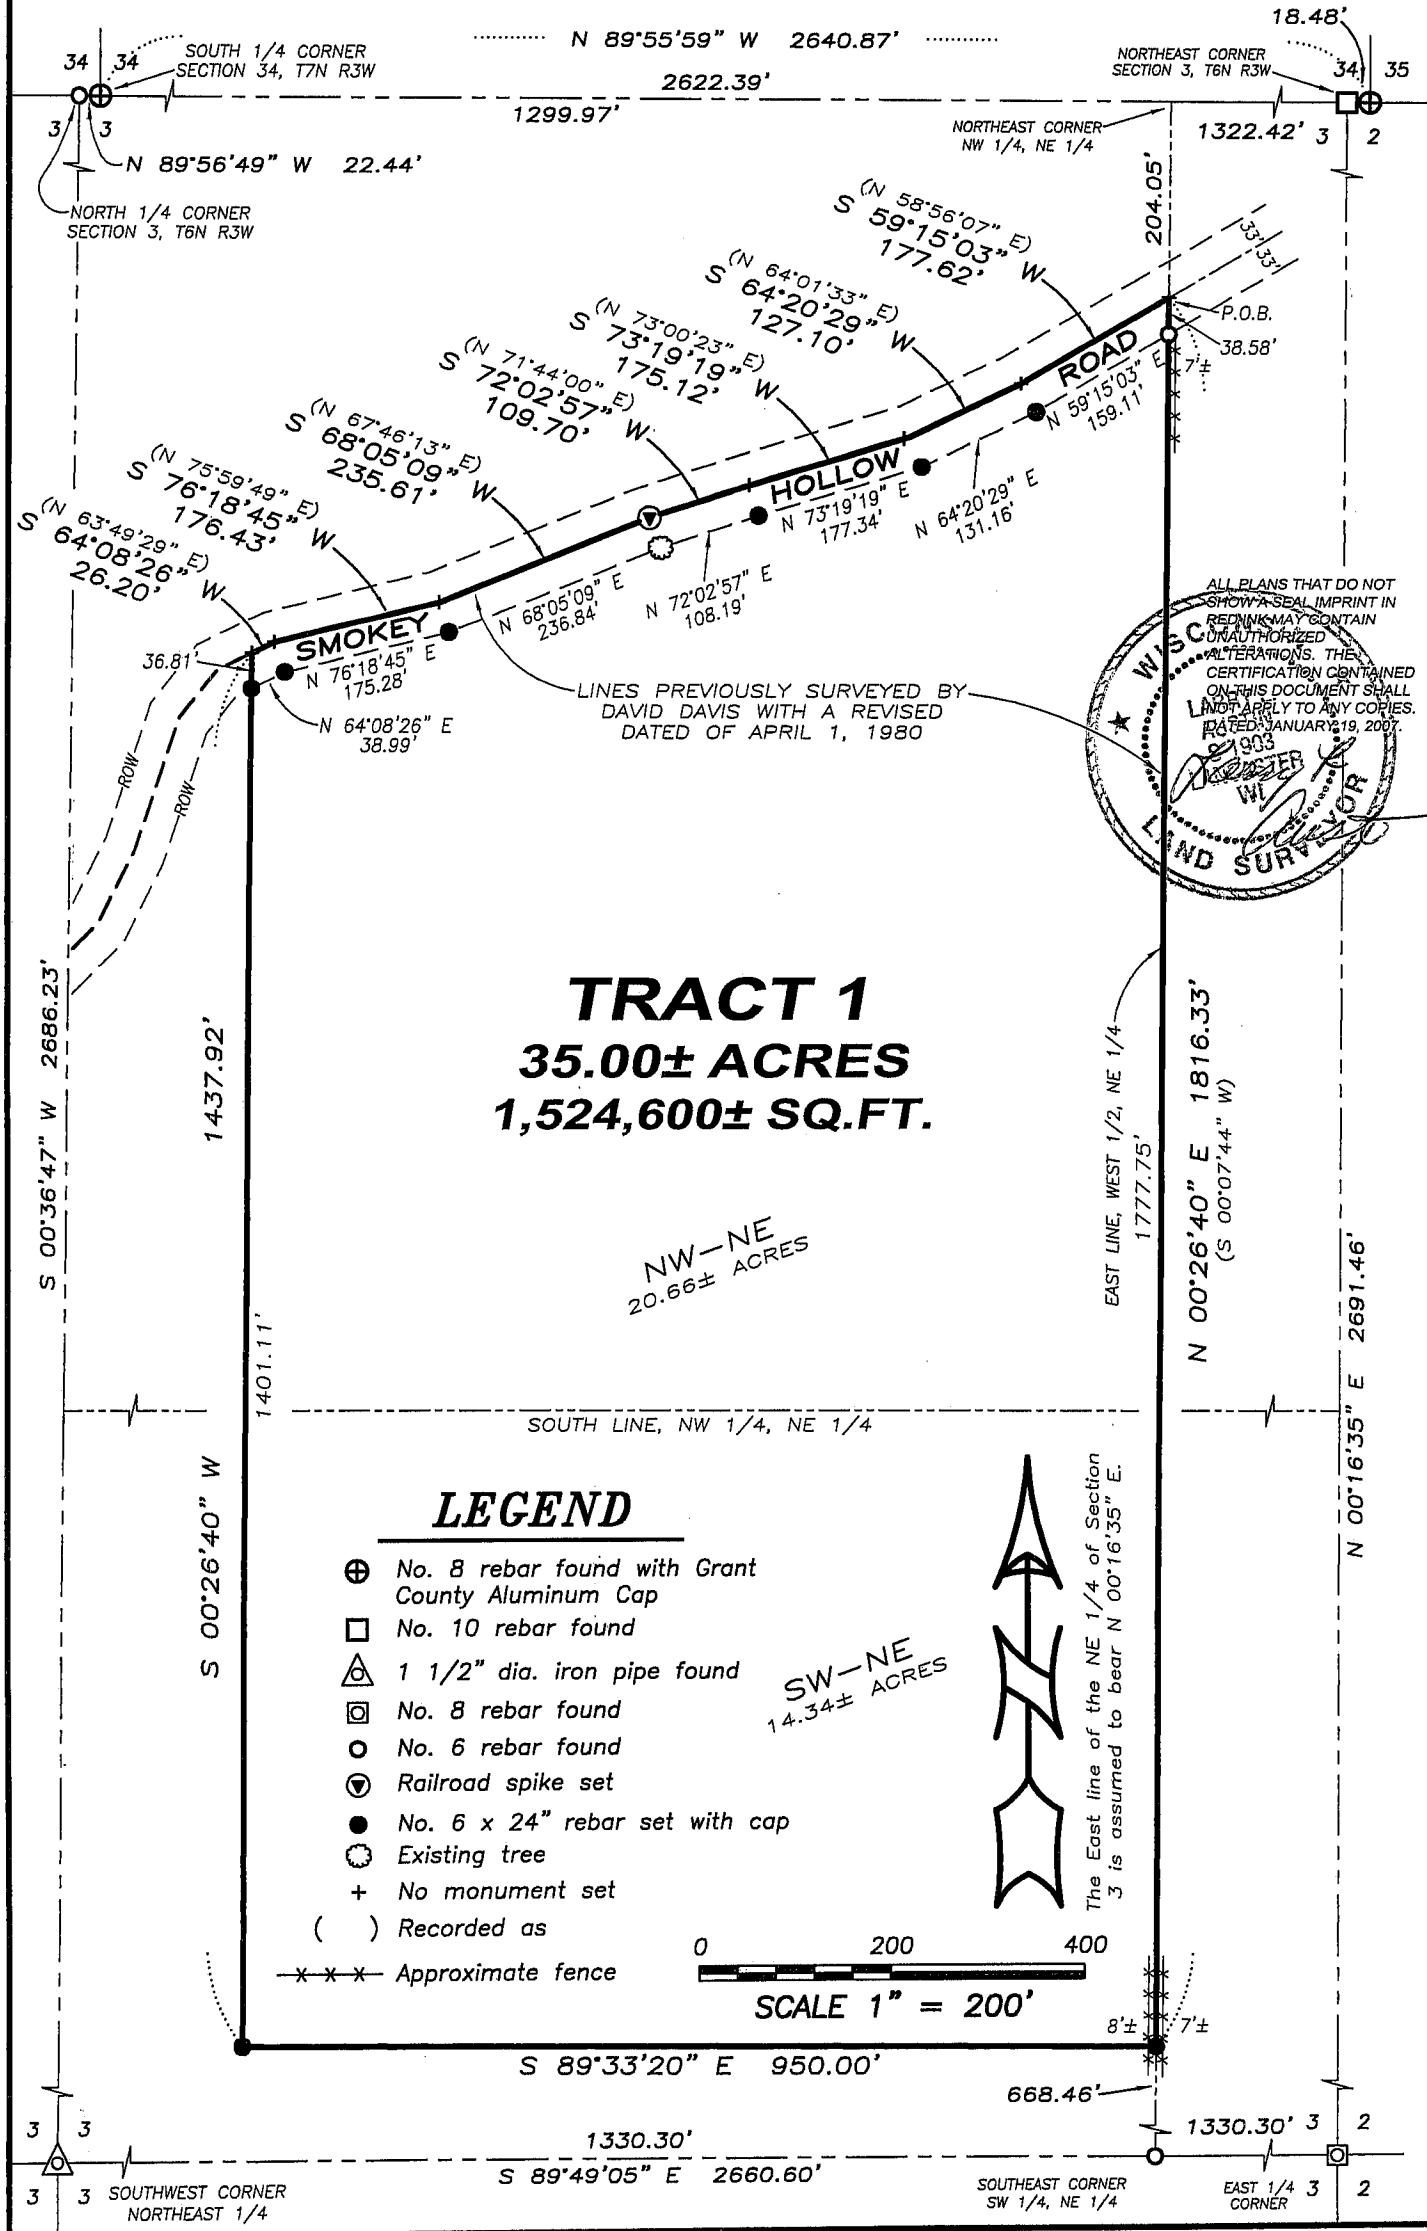 18.48'
N 89°55'59" W 2640.87'
34 34
SOUTH 1/4 CORNER
SECTION 34, T7N R3W
2622.39'
1299.97'
NORTHEAST CORNER
SECTION 3, T6N R3W
34 35
3 3
N 89°56'49" W 22.44'
NORTHEAST CORNER
NW 1/4, NE 1/4
1322.42'
3 2
NORTH 1/4 CORNER
SECTION 3, T6N R3W
204.05'
(N 58°56'07" E)
S 59°15'03" W
177.62'
(N 64°01'33" E)
S 64°20'29" W
127.10'
(N 73°00'23" E)
S 73°19'19" W
175.12'
(N 71°44'00" E)
S 72°02'57" W
109.70'
(N 67°46'13" E)
S 68°05'09" W
235.61'
(N 75°59'49" E)
S 76°18'45" W
176.43'
(N 63°49'29" E)
S 64°08'26" W
26.20'
33'
33'
P.O.B.
38.58'
7'±
SMOKEY HOLLOW ROAD
N 59°15'03" E
159.11'
N 64°20'29" E
131.16'
N 73°19'19" E
177.34'
N 72°02'57" E
108.19'
N 68°05'09" E
236.84'
N 76°18'45" E
175.28'
N 64°08'26" E
38.99'
36.81'
ROW
ROW
LINES PREVIOUSLY SURVEYED BY
DAVID DAVIS WITH A REVISED
DATED OF APRIL 1, 1980
ALL PLANS THAT DO NOT
SHOW A SEAL IMPRINT IN
RED INK MAY CONTAIN
UNAUTHORIZED
ALTERATIONS. THE
CERTIFICATION CONTAINED
ON THIS DOCUMENT SHALL
NOT APPLY TO ANY COPIES.
DATED: JANUARY 19, 2007.
LAND SURVEYOR
TRACT 1
35.00± ACRES
1,524,600± SQ.FT.
S 00°36'47" W 2686.23'
1437.92'
S 00°26'40" W
1401.11'
EAST LINE, WEST 1/2, NE 1/4
1777.75'
N 00°26'40" E 1816.33'
(S 00°07'44" W)
N 00°16'35" E 2691.46'
NW-NE
20.66± ACRES
SOUTH LINE, NW 1/4, NE 1/4
LEGEND
No. 8 rebar found with Grant
County Aluminum Cap
No. 10 rebar found
1 1/2" dia. iron pipe found
No. 8 rebar found
No. 6 rebar found
Railroad spike set
No. 6 x 24" rebar set with cap
Existing tree
+ No monument set
( ) Recorded as
Approximate fence
SW-NE
14.34± ACRES
N
The East line of the NE 1/4 of Section
3 is assumed to bear N 00°16'35" E.
0 200 400
SCALE 1" = 200'
8'± 7'±
S 89°33'20" E 950.00'
668.46'
3 3
1330.30'
1330.30'
3 2
S 89°49'05" E 2660.60'
3 3
SOUTHWEST CORNER
NORTHEAST 1/4
SOUTHEAST CORNER
SW 1/4, NE 1/4
EAST 1/4
CORNER
3 2